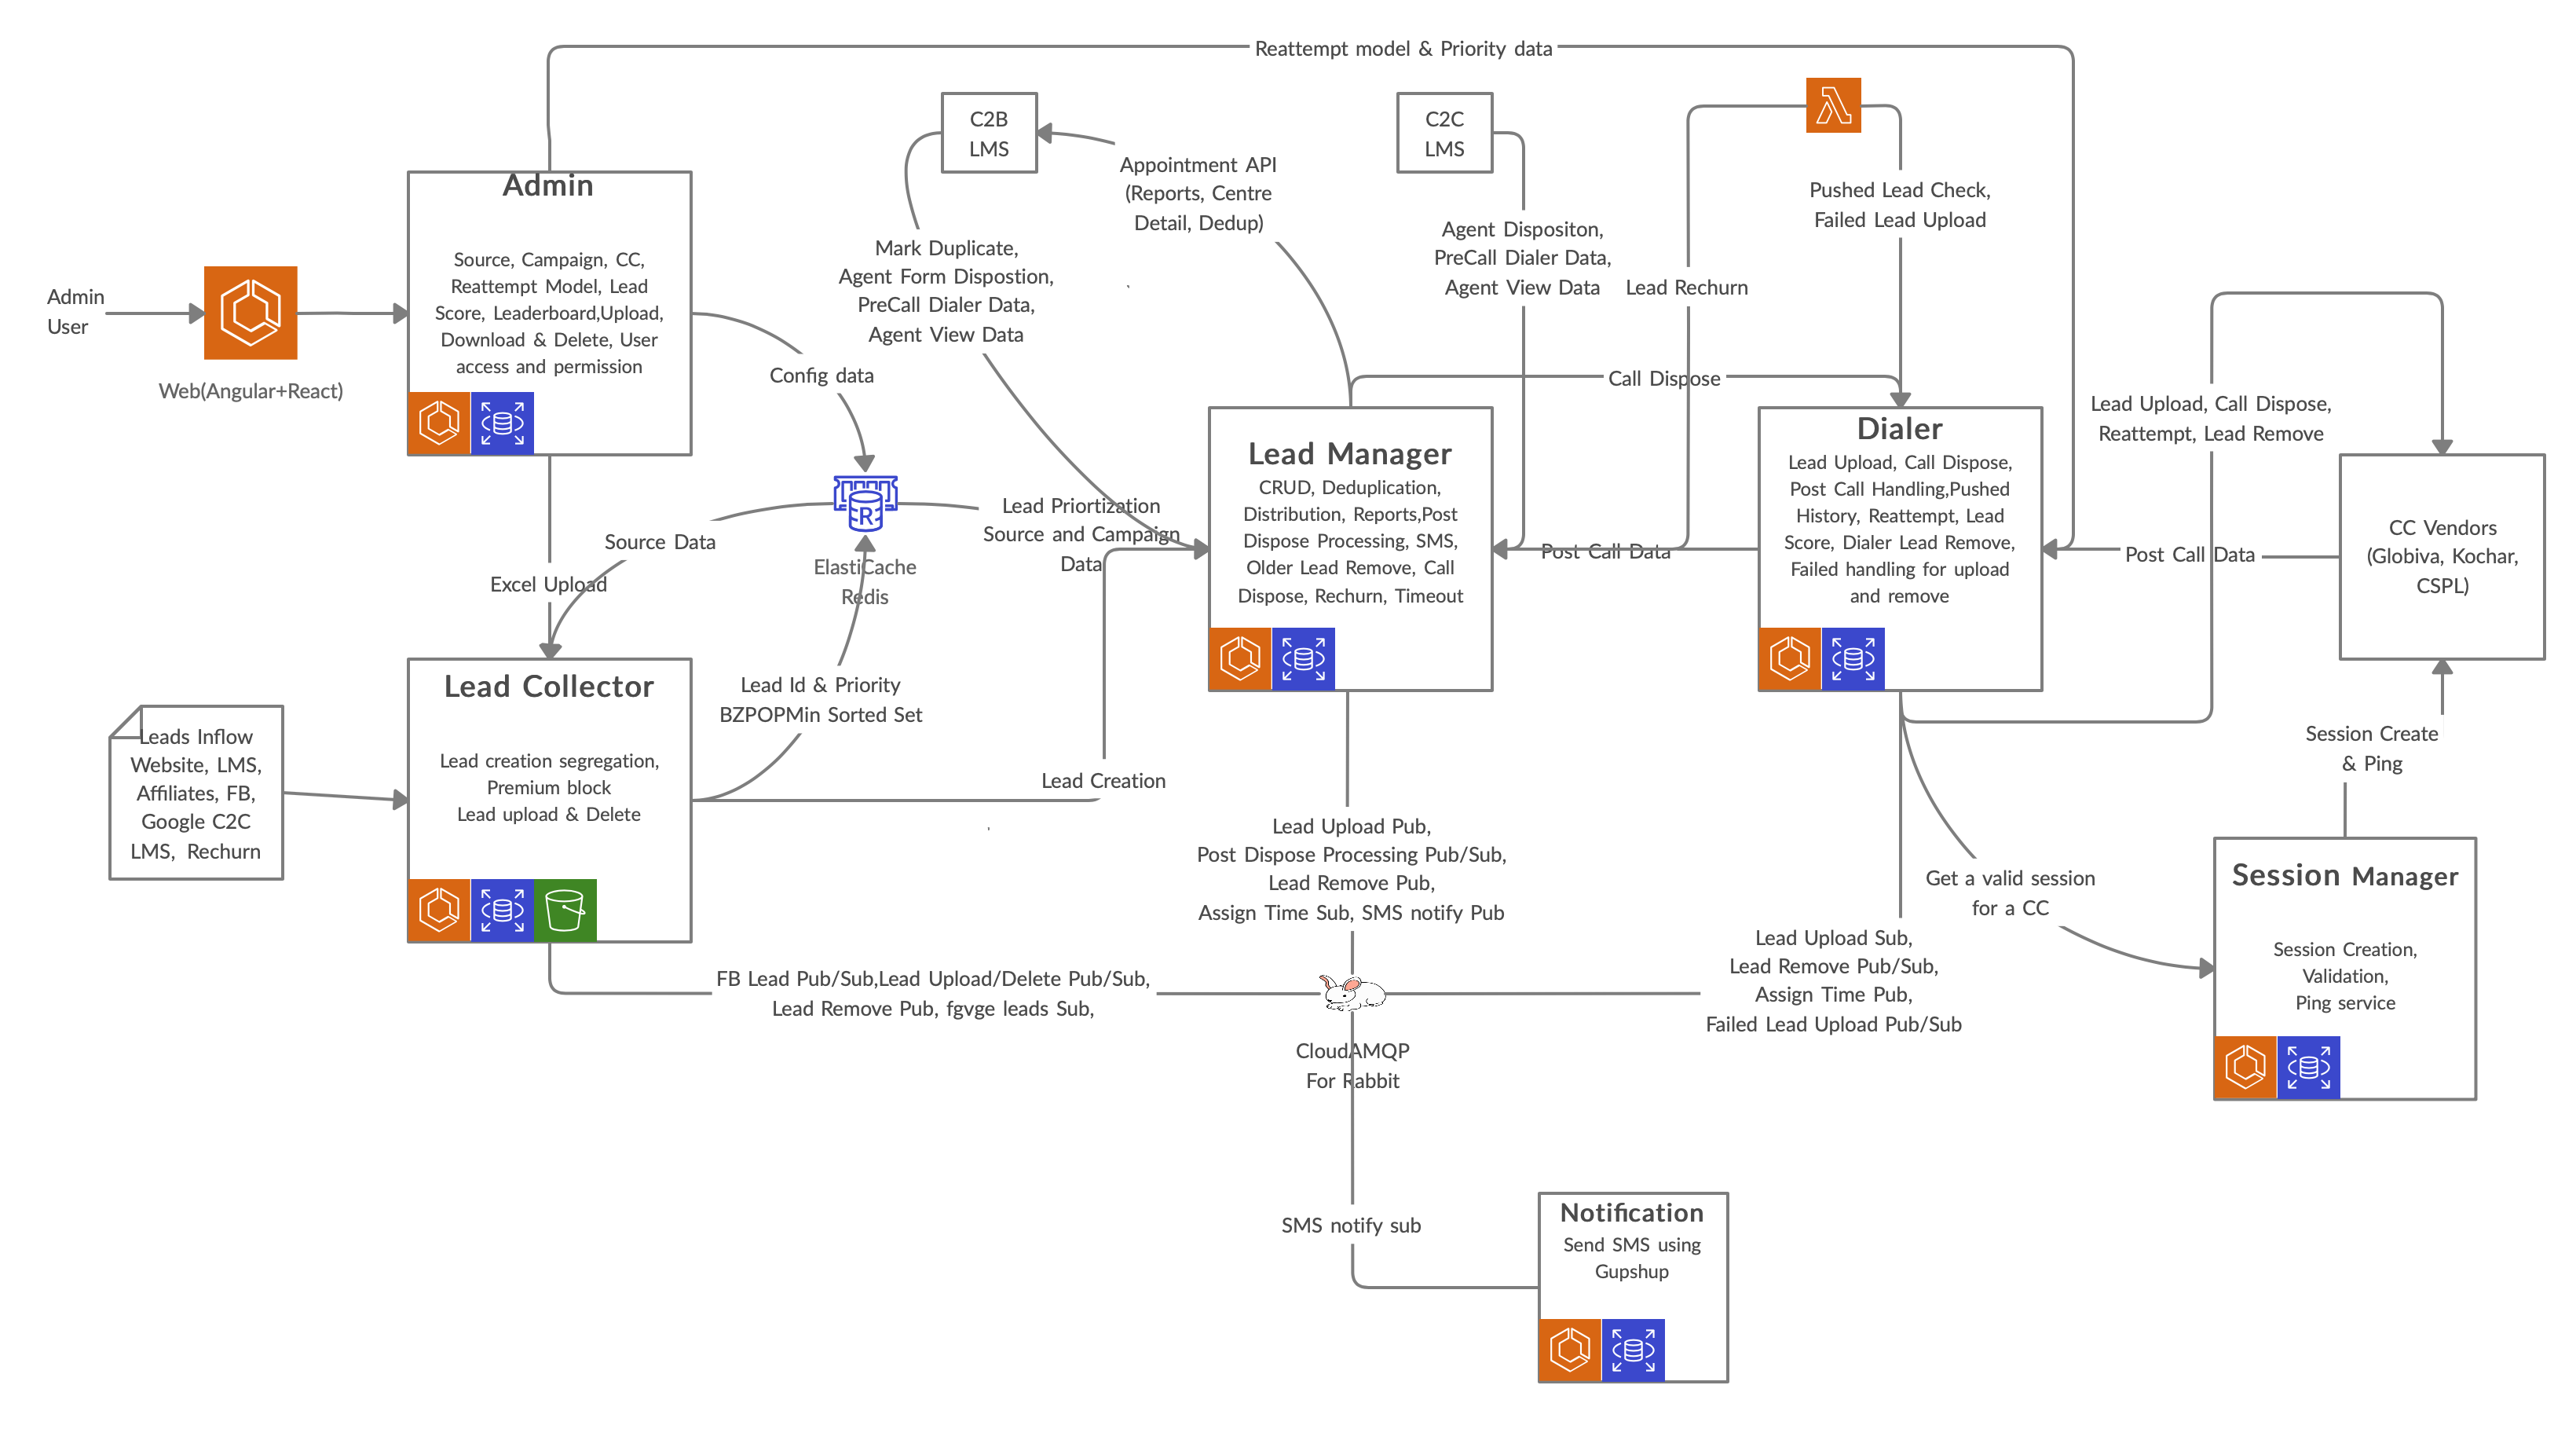 Reattempt model & Priority data
C2B
LMS
C2C
LMS
Appointment API
(Reports, Centre
Detail, Dedup)
Pushed Lead Check,
Failed Lead Upload
Admin
Source, Campaign, CC,
Reattempt Model, Lead
Score, Leaderboard,Upload,
Download & Delete, User
access and permission
Admin
User
Web(Angular+React)
Mark Duplicate,
Agent Form Dispostion,
PreCall Dialer Data,
Agent View Data
Agent Dispositon,
PreCall Dialer Data,
Agent View Data
Lead Rechurn
Config data
Call Dispose
Lead Upload, Call Dispose,
Reattempt, Lead Remove
Lead Manager
CRUD, Deduplication,
Distribution, Reports,Post
Dispose Processing, SMS,
Older Lead Remove, Call
Dispose, Rechurn, Timeout
Dialer
Lead Upload, Call Dispose,
Post Call Handling,Pushed
History, Reattempt, Lead
Score, Dialer Lead Remove,
Failed handling for upload
and remove
CC Vendors
(Globiva, Kochar,
CSPL)
R
ElastiCache
Redis
Lead Priortization
Source and Campaign
Data
Source Data
Excel Upload
Post Call Data
Post Call Data
Lead Collector
Lead creation segregation,
Premium block
Lead upload & Delete
Leads Inflow
Website, LMS,
Affiliates, FB,
Google C2C
LMS, Rechurn
Lead Id & Priority
BZPOPMin Sorted Set
Lead Creation
Session Create
& Ping
Lead Upload Pub,
Post Dispose Processing Pub/Sub,
Lead Remove Pub,
Assign Time Sub, SMS notify Pub
Get a valid session
for a CC
Session Manager
Session Creation,
Validation,
Ping service
FB Lead Pub/Sub,Lead Upload/Delete Pub/Sub,
Lead Remove Pub, fgvge leads Sub,
Lead Upload Sub,
Lead Remove Pub/Sub,
Assign Time Pub,
Failed Lead Upload Pub/Sub
CloudAMQP
For Rabbit
SMS notify sub
Notification
Send SMS using
Gupshup